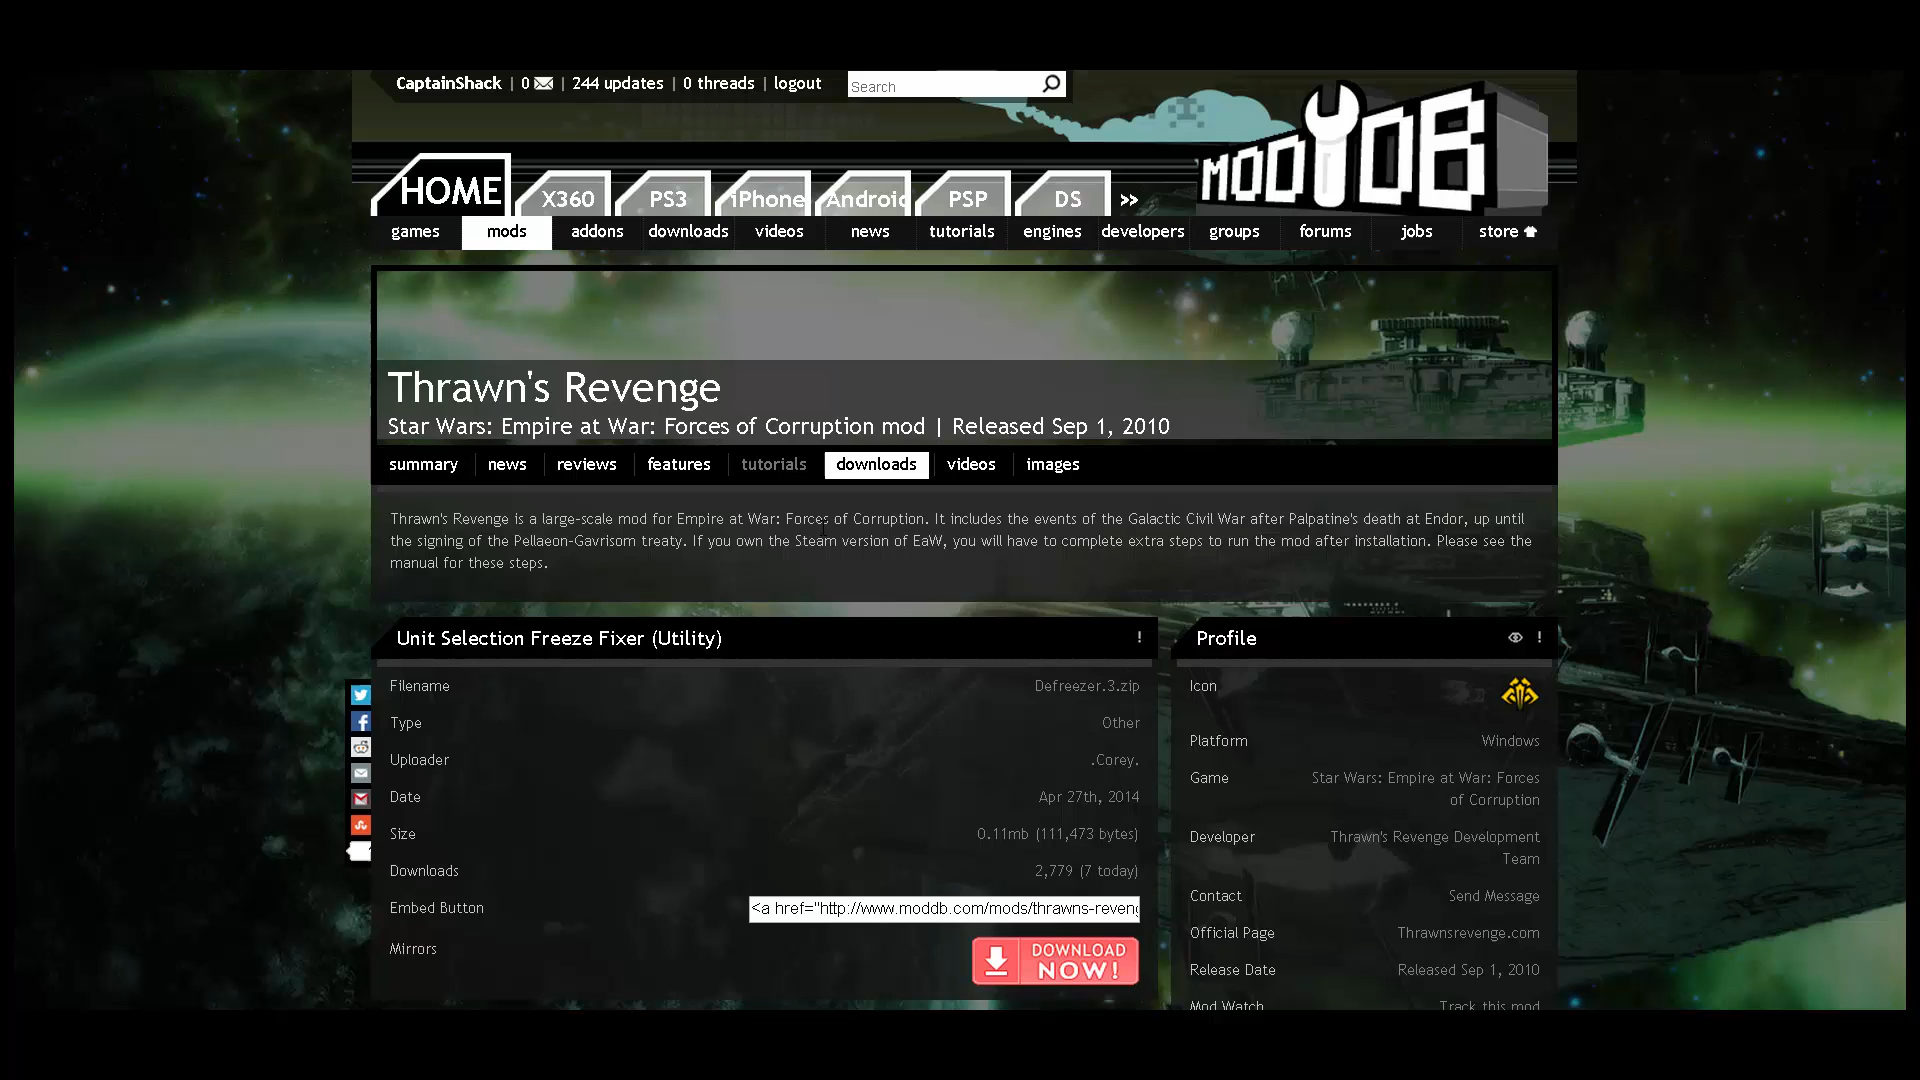 CaptainShack | 0 | 244 updates | 0 threads | logout
Search
MOD DB
HOME X360 PS3 iPhone Android PSP DS »
games mods addons downloads videos news tutorials engines developers groups forums jobs store
Thrawn's Revenge
Star Wars: Empire at War: Forces of Corruption mod | Released Sep 1, 2010
summary news reviews features tutorials downloads videos images
Thrawn's Revenge is a large-scale mod for Empire at War: Forces of Corruption. It includes the events of the Galactic Civil War after Palpatine's death at Endor, up until
the signing of the Pellaeon-Gavrisom treaty. If you own the Steam version of EaW, you will have to complete extra steps to run the mod after installation. Please see the
manual for these steps.
Unit Selection Freeze Fixer (Utility) !
Filename Defreezer.3.zip
Type Other
Uploader .Corey.
Date Apr 27th, 2014
Size 0.11mb (111,473 bytes)
Downloads 2,779 (7 today)
Embed Button <a href="http://www.moddb.com/mods/thrawns-reveng
Mirrors DOWNLOAD
NOW!
Profile !
Icon
Platform Windows
Game Star Wars: Empire at War: Forces
of Corruption
Developer Thrawn's Revenge Development
Team
Contact Send Message
Official Page Thrawnsrevenge.com
Release Date Released Sep 1, 2010
Mod Watch Track this mod